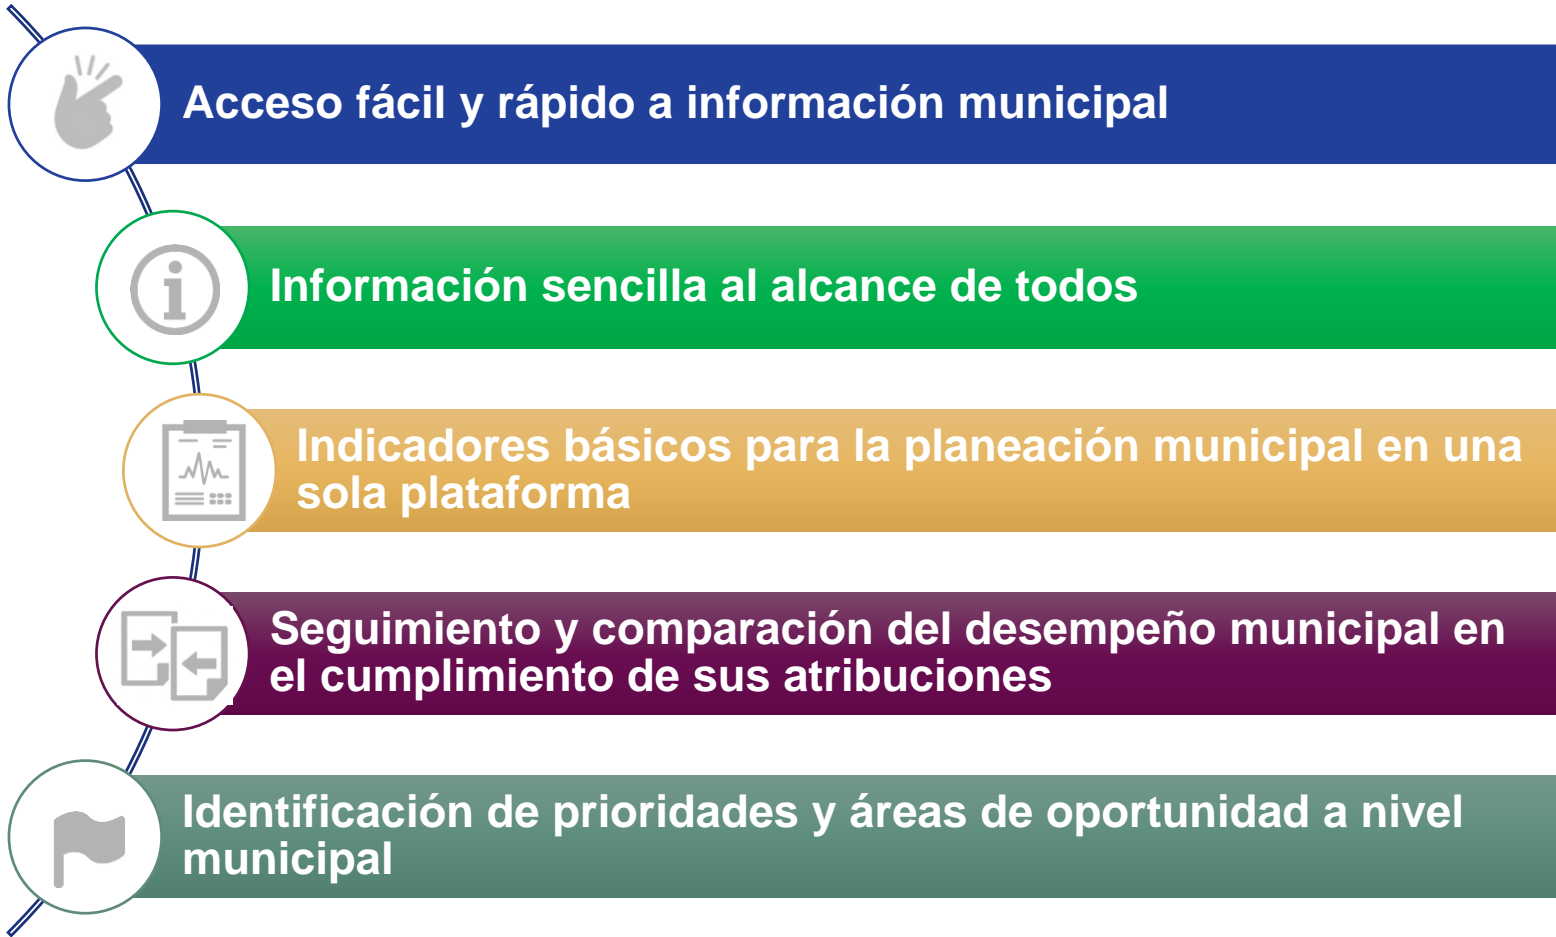 Acceso fácil y rápido a información municipal
Información sencilla al alcance de todos
Indicadores básicos para la planeación municipal en una
sola plataforma
Seguimiento y comparación del desempeño municipal en
el cumplimiento de sus atribuciones
Identificación de prioridades y áreas de oportunidad a nivel
municipal